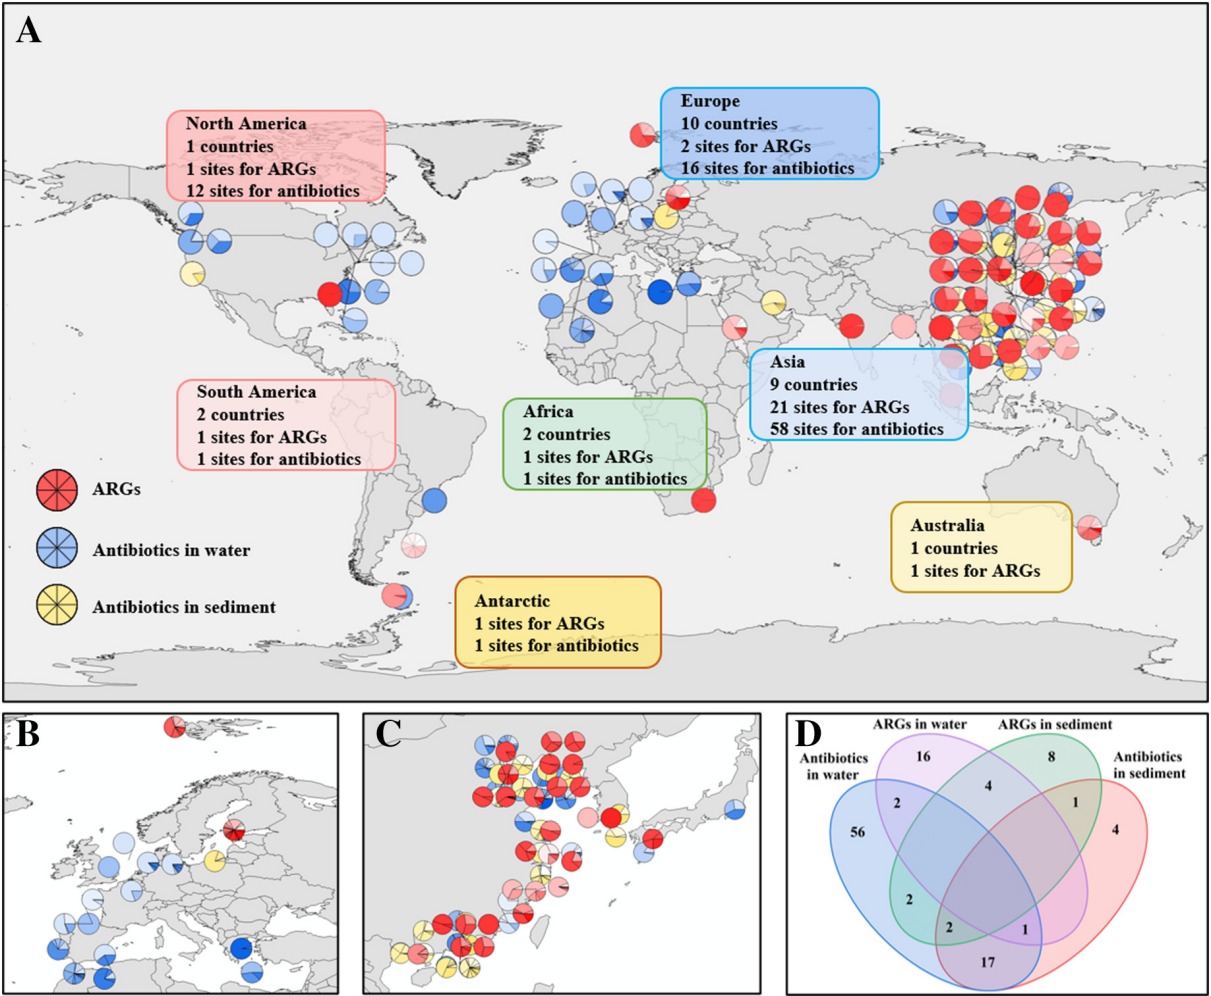 A
North America
1 countries
1 sites for ARGs
12 sites for antibiotics
Europe
10 countries
2 sites for ARGs
16 sites for antibiotics
South America
2 countries
1 sites for ARGs
1 sites for antibiotics
Africa
2 countries
1 sites for ARGs
1 sites for antibiotics
Asia
9 countries
21 sites for ARGs
58 sites for antibiotics
Australia
1 countries
1 sites for ARGs
Antarctic
1 sites for ARGs
1 sites for antibiotics
ARGs
Antibiotics in water
Antibiotics in sediment
B
C
D
ARGs in water
ARGs in sediment
Antibiotics
in water
Antibiotics
in sediment
16
8
4
2
1
56
4
2
2
1
17